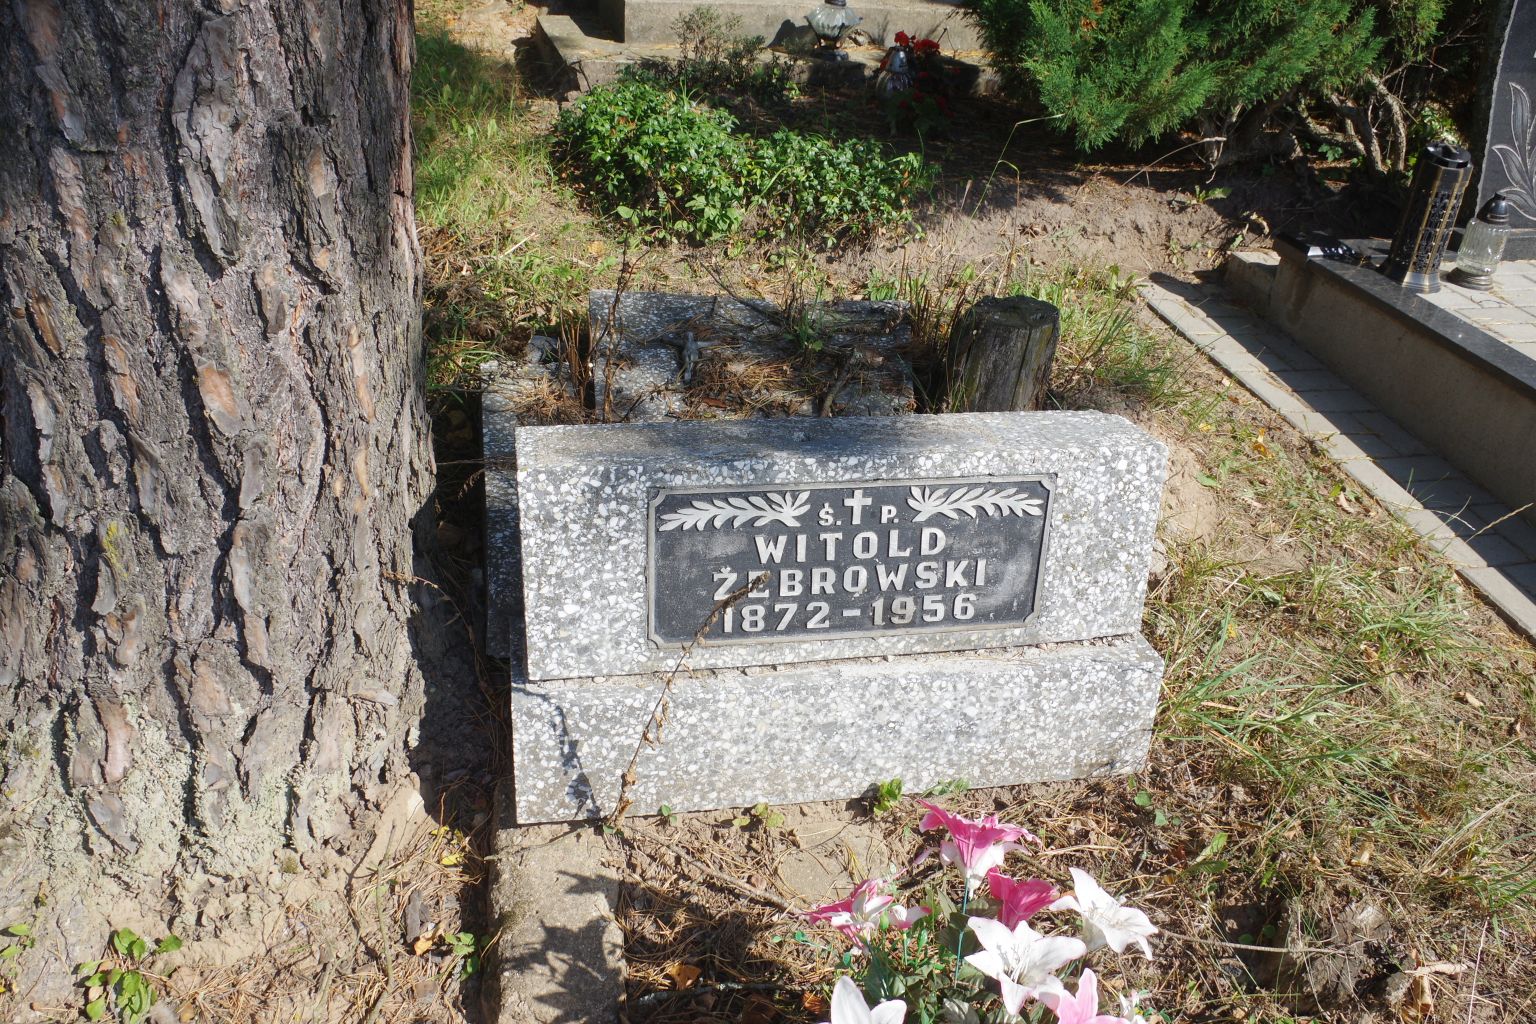 Ś. P.
WITOLD
ŻEBROWSKI
1872-1956